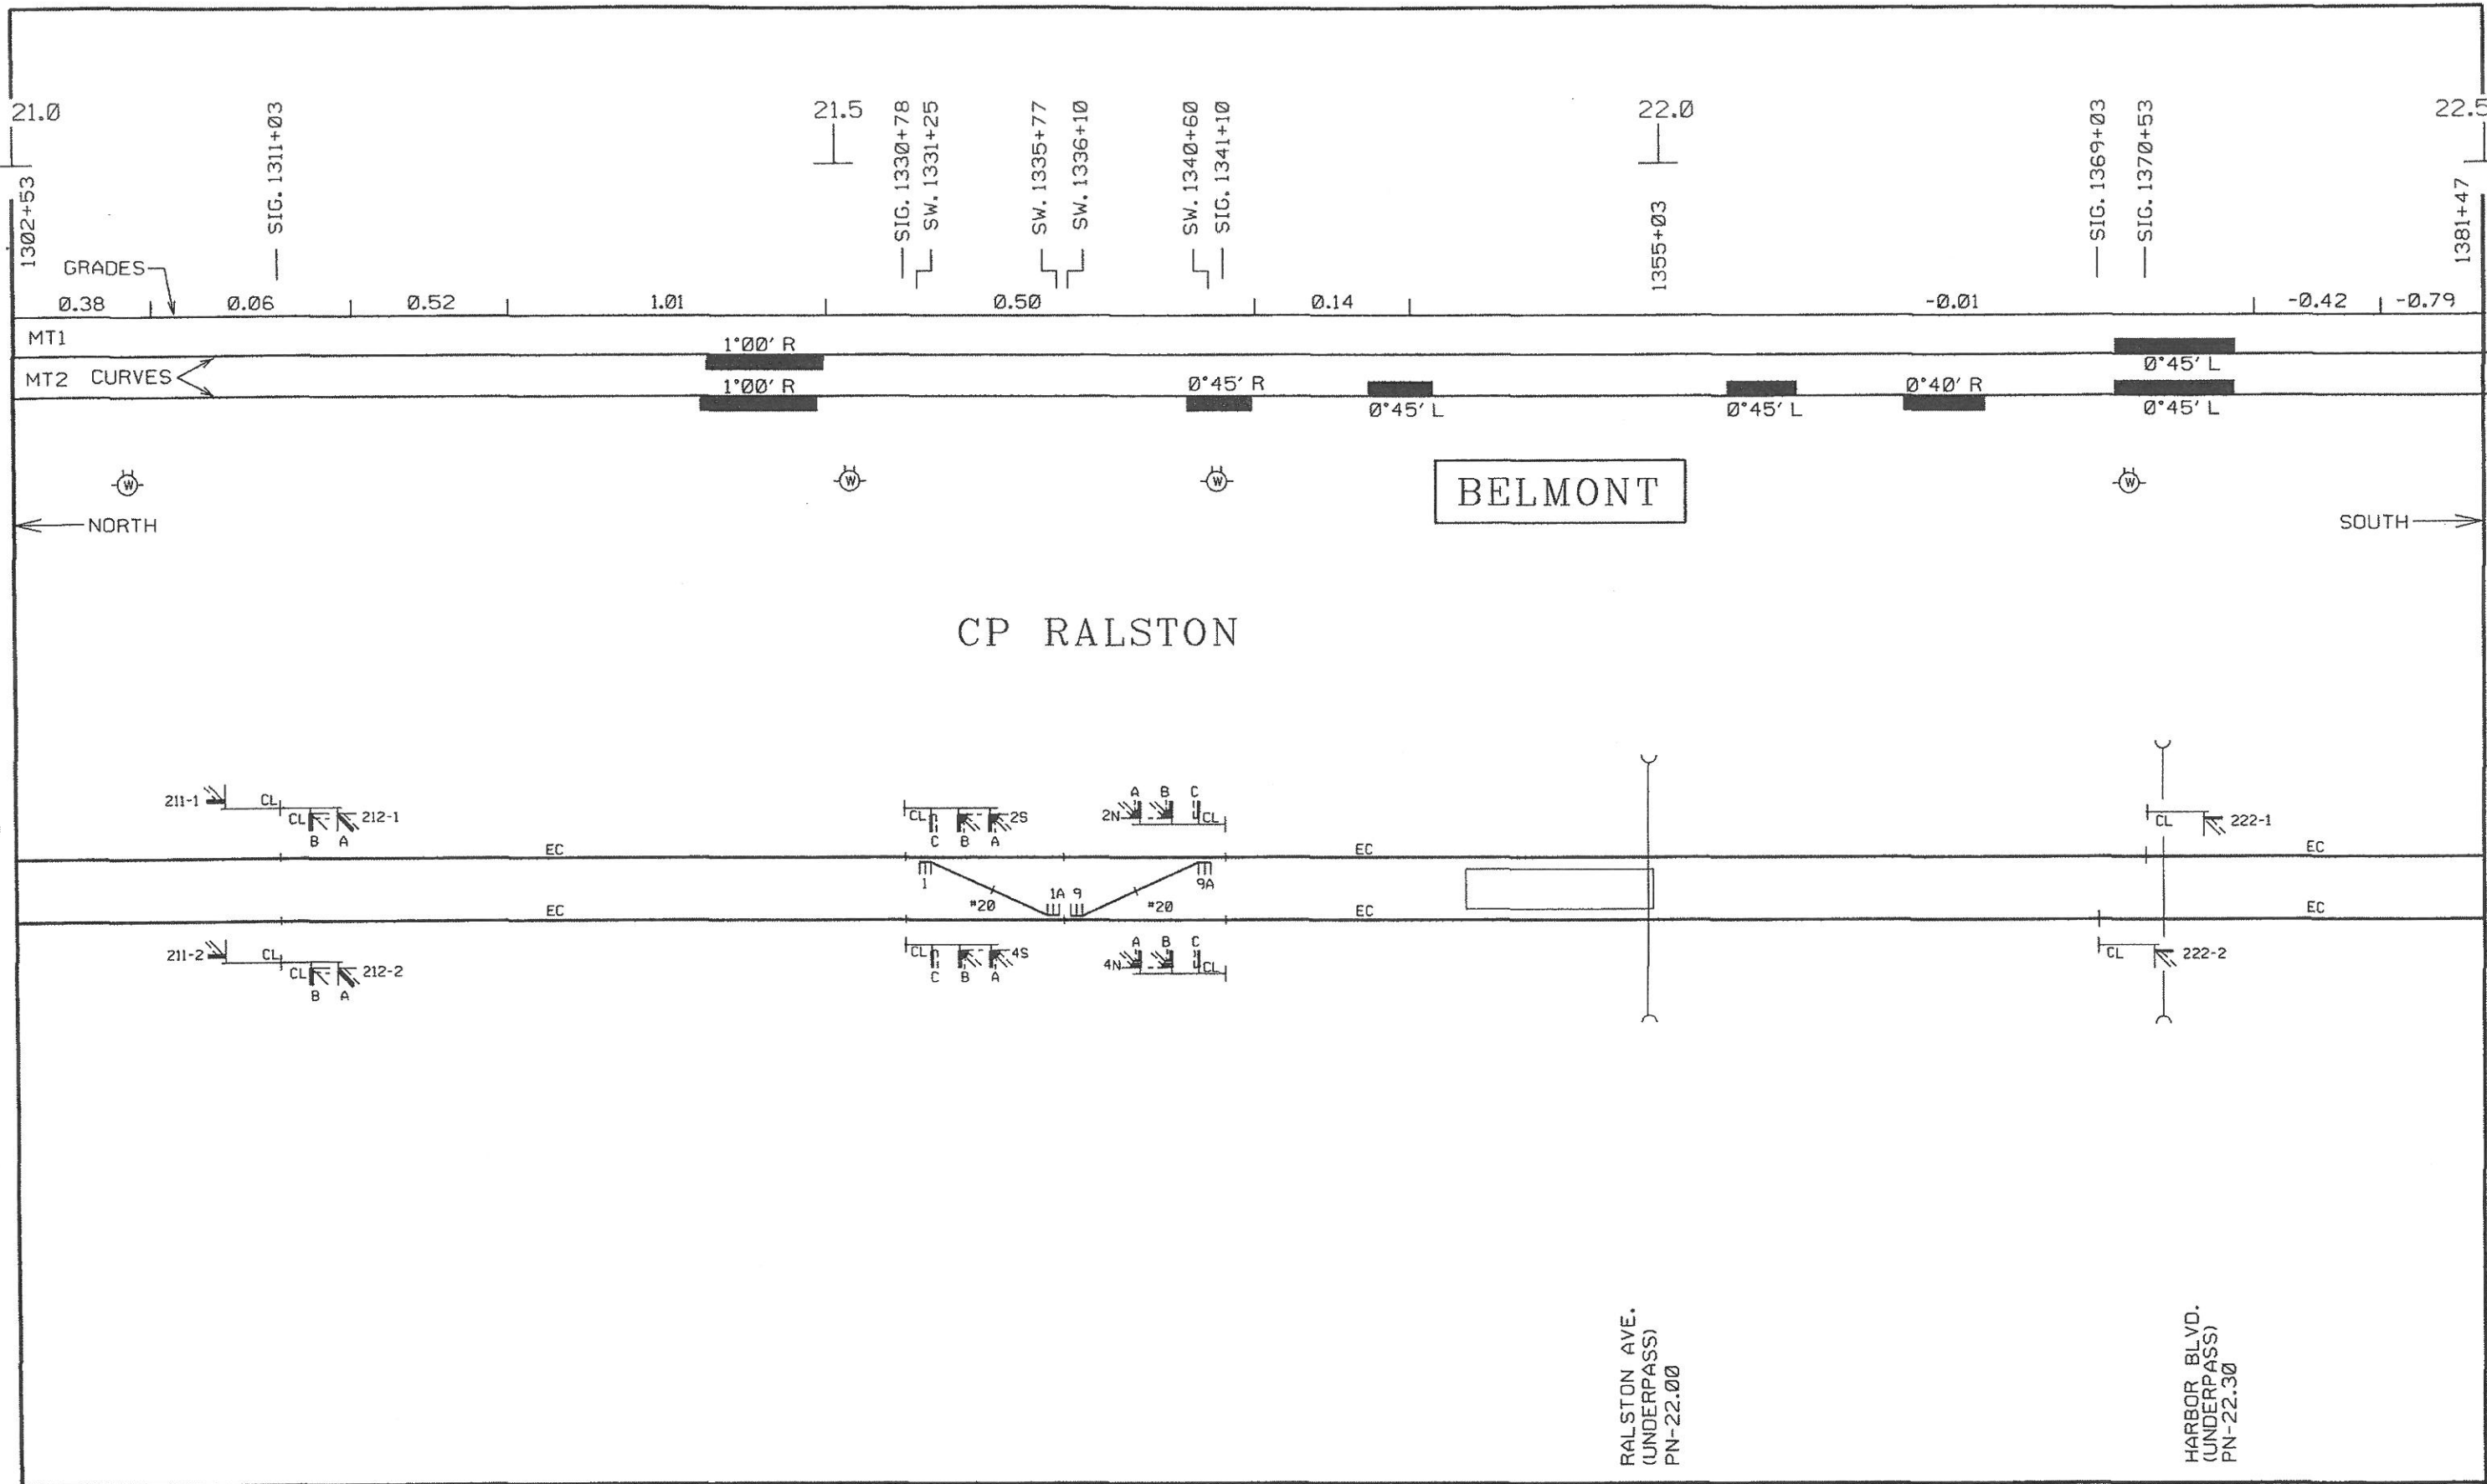 21.0
21.5
22.0
22.5
1302+53
SIG. 1311+03
SIG. 1330+78
SW. 1331+25
SW. 1335+77
SW. 1336+10
SW. 1340+60
SIG. 1341+10
1355+03
SIG. 1369+03
SIG. 1370+53
1381+47
GRADES
0.38
0.06
0.52
1.01
0.50
0.14
-0.01
-0.42
-0.79
MT1
1°00' R
0°45' L
MT2 CURVES
1°00' R
0°45' R
0°45' L
0°45' L
0°40' R
0°45' L
W
W
W
W
BELMONT
NORTH
SOUTH
CP RALSTON
211-1
CL
CL
212-1
B A
CL
2S
C B A
A B C
2N
CL
CL
222-1
EC
EC
EC
1
1A 9
9A
#20
#20
EC
EC
EC
211-2
CL
CL
212-2
B A
CL
4S
C B A
A B C
4N
CL
CL
222-2
RALSTON AVE.
(UNDERPASS)
PN-22.00
HARBOR BLVD.
(UNDERPASS)
PN-22.30